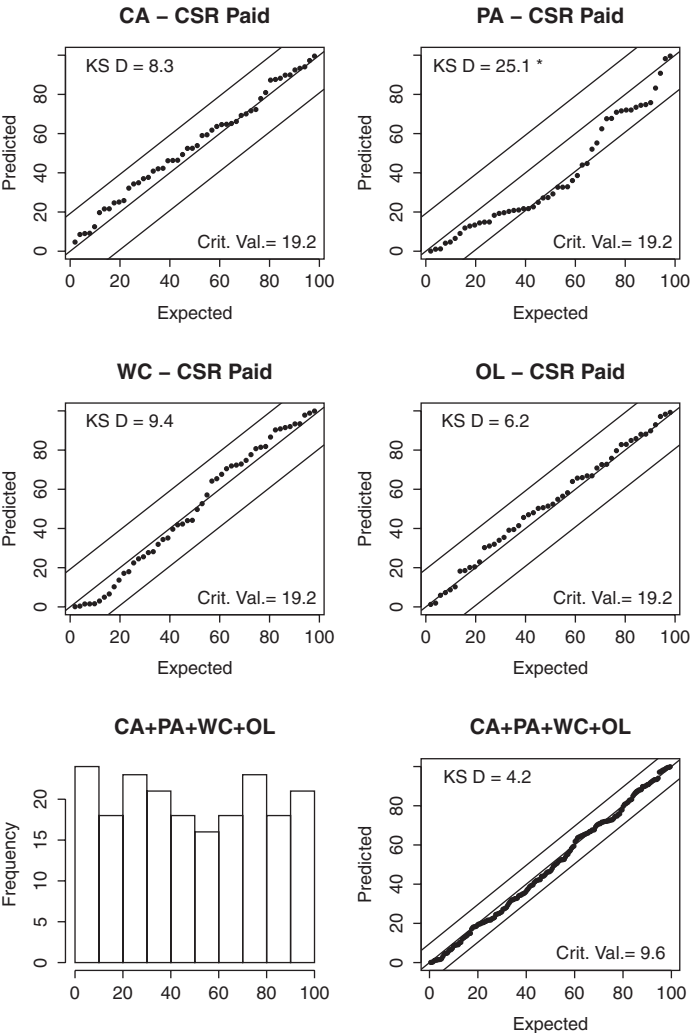 CA – CSR Paid
KS D = 8.3
Crit. Val.= 19.2
Predicted
0 20 40 60 80
0 20 40 60 80 100
Expected
PA – CSR Paid
KS D = 25.1 *
Crit. Val.= 19.2
Predicted
0 20 40 60 80
0 20 40 60 80 100
Expected
WC – CSR Paid
KS D = 9.4
Crit. Val.= 19.2
Predicted
0 20 40 60 80
0 20 40 60 80 100
Expected
OL – CSR Paid
KS D = 6.2
Crit. Val.= 19.2
Predicted
0 20 40 60 80
0 20 40 60 80 100
Expected
CA+PA+WC+OL
Frequency
0 5 10 15 20
0 20 40 60 80 100
CA+PA+WC+OL
KS D = 4.2
Crit. Val.= 9.6
Predicted
0 20 40 60 80
0 20 40 60 80 100
Expected